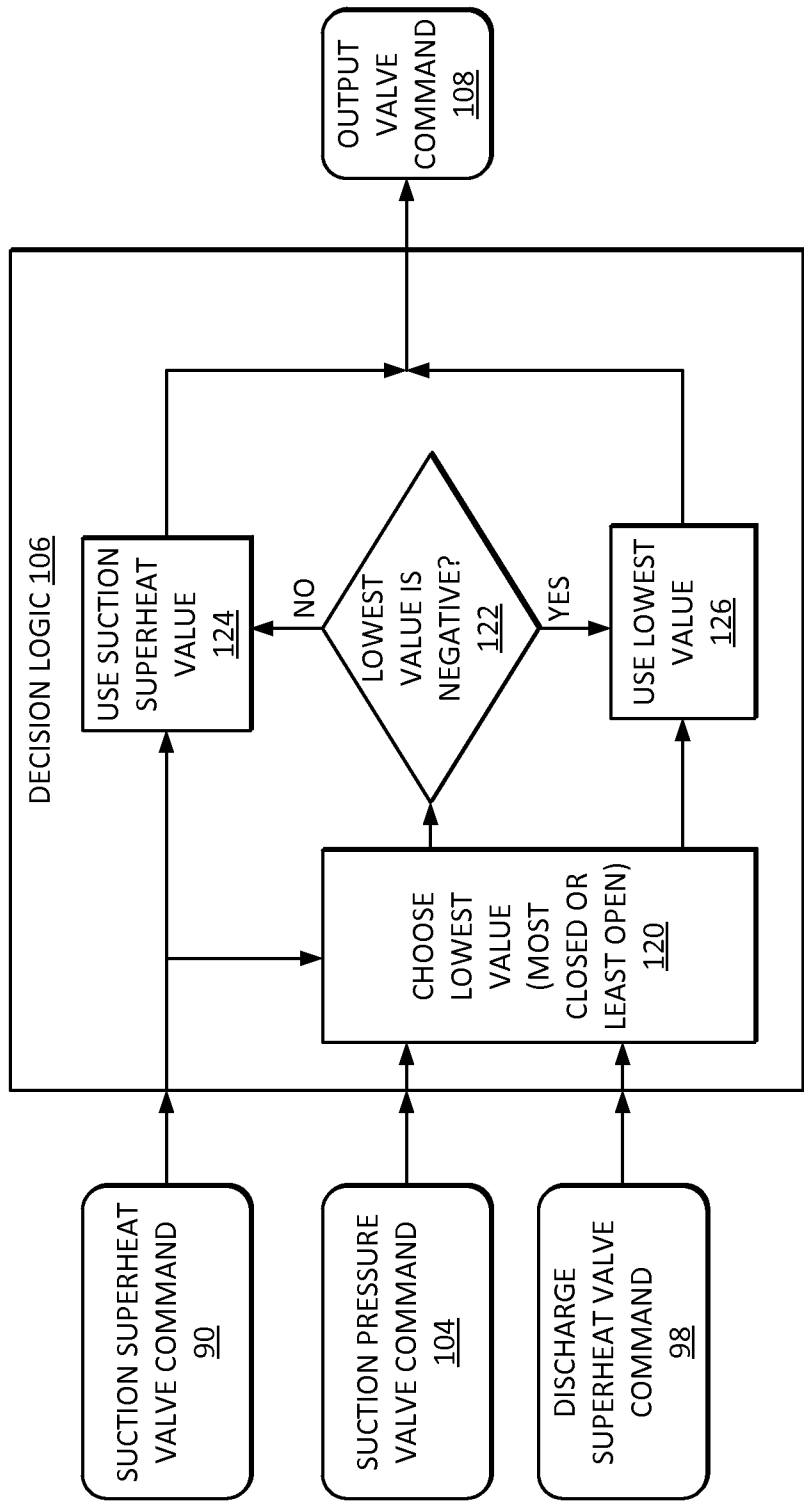 SUCTION SUPERHEAT
VALVE COMMAND
90
SUCTION PRESSURE
VALVE COMMAND
104
DISCHARGE
SUPERHEAT VALVE
COMMAND
98
DECISION LOGIC 106
CHOOSE
LOWEST
VALUE
(MOST
CLOSED OR
LEAST OPEN)
120
USE SUCTION
SUPERHEAT
VALUE
124
NO
LOWEST
VALUE IS
NEGATIVE?
122
YES
USE LOWEST
VALUE
126
OUTPUT
VALVE
COMMAND
108